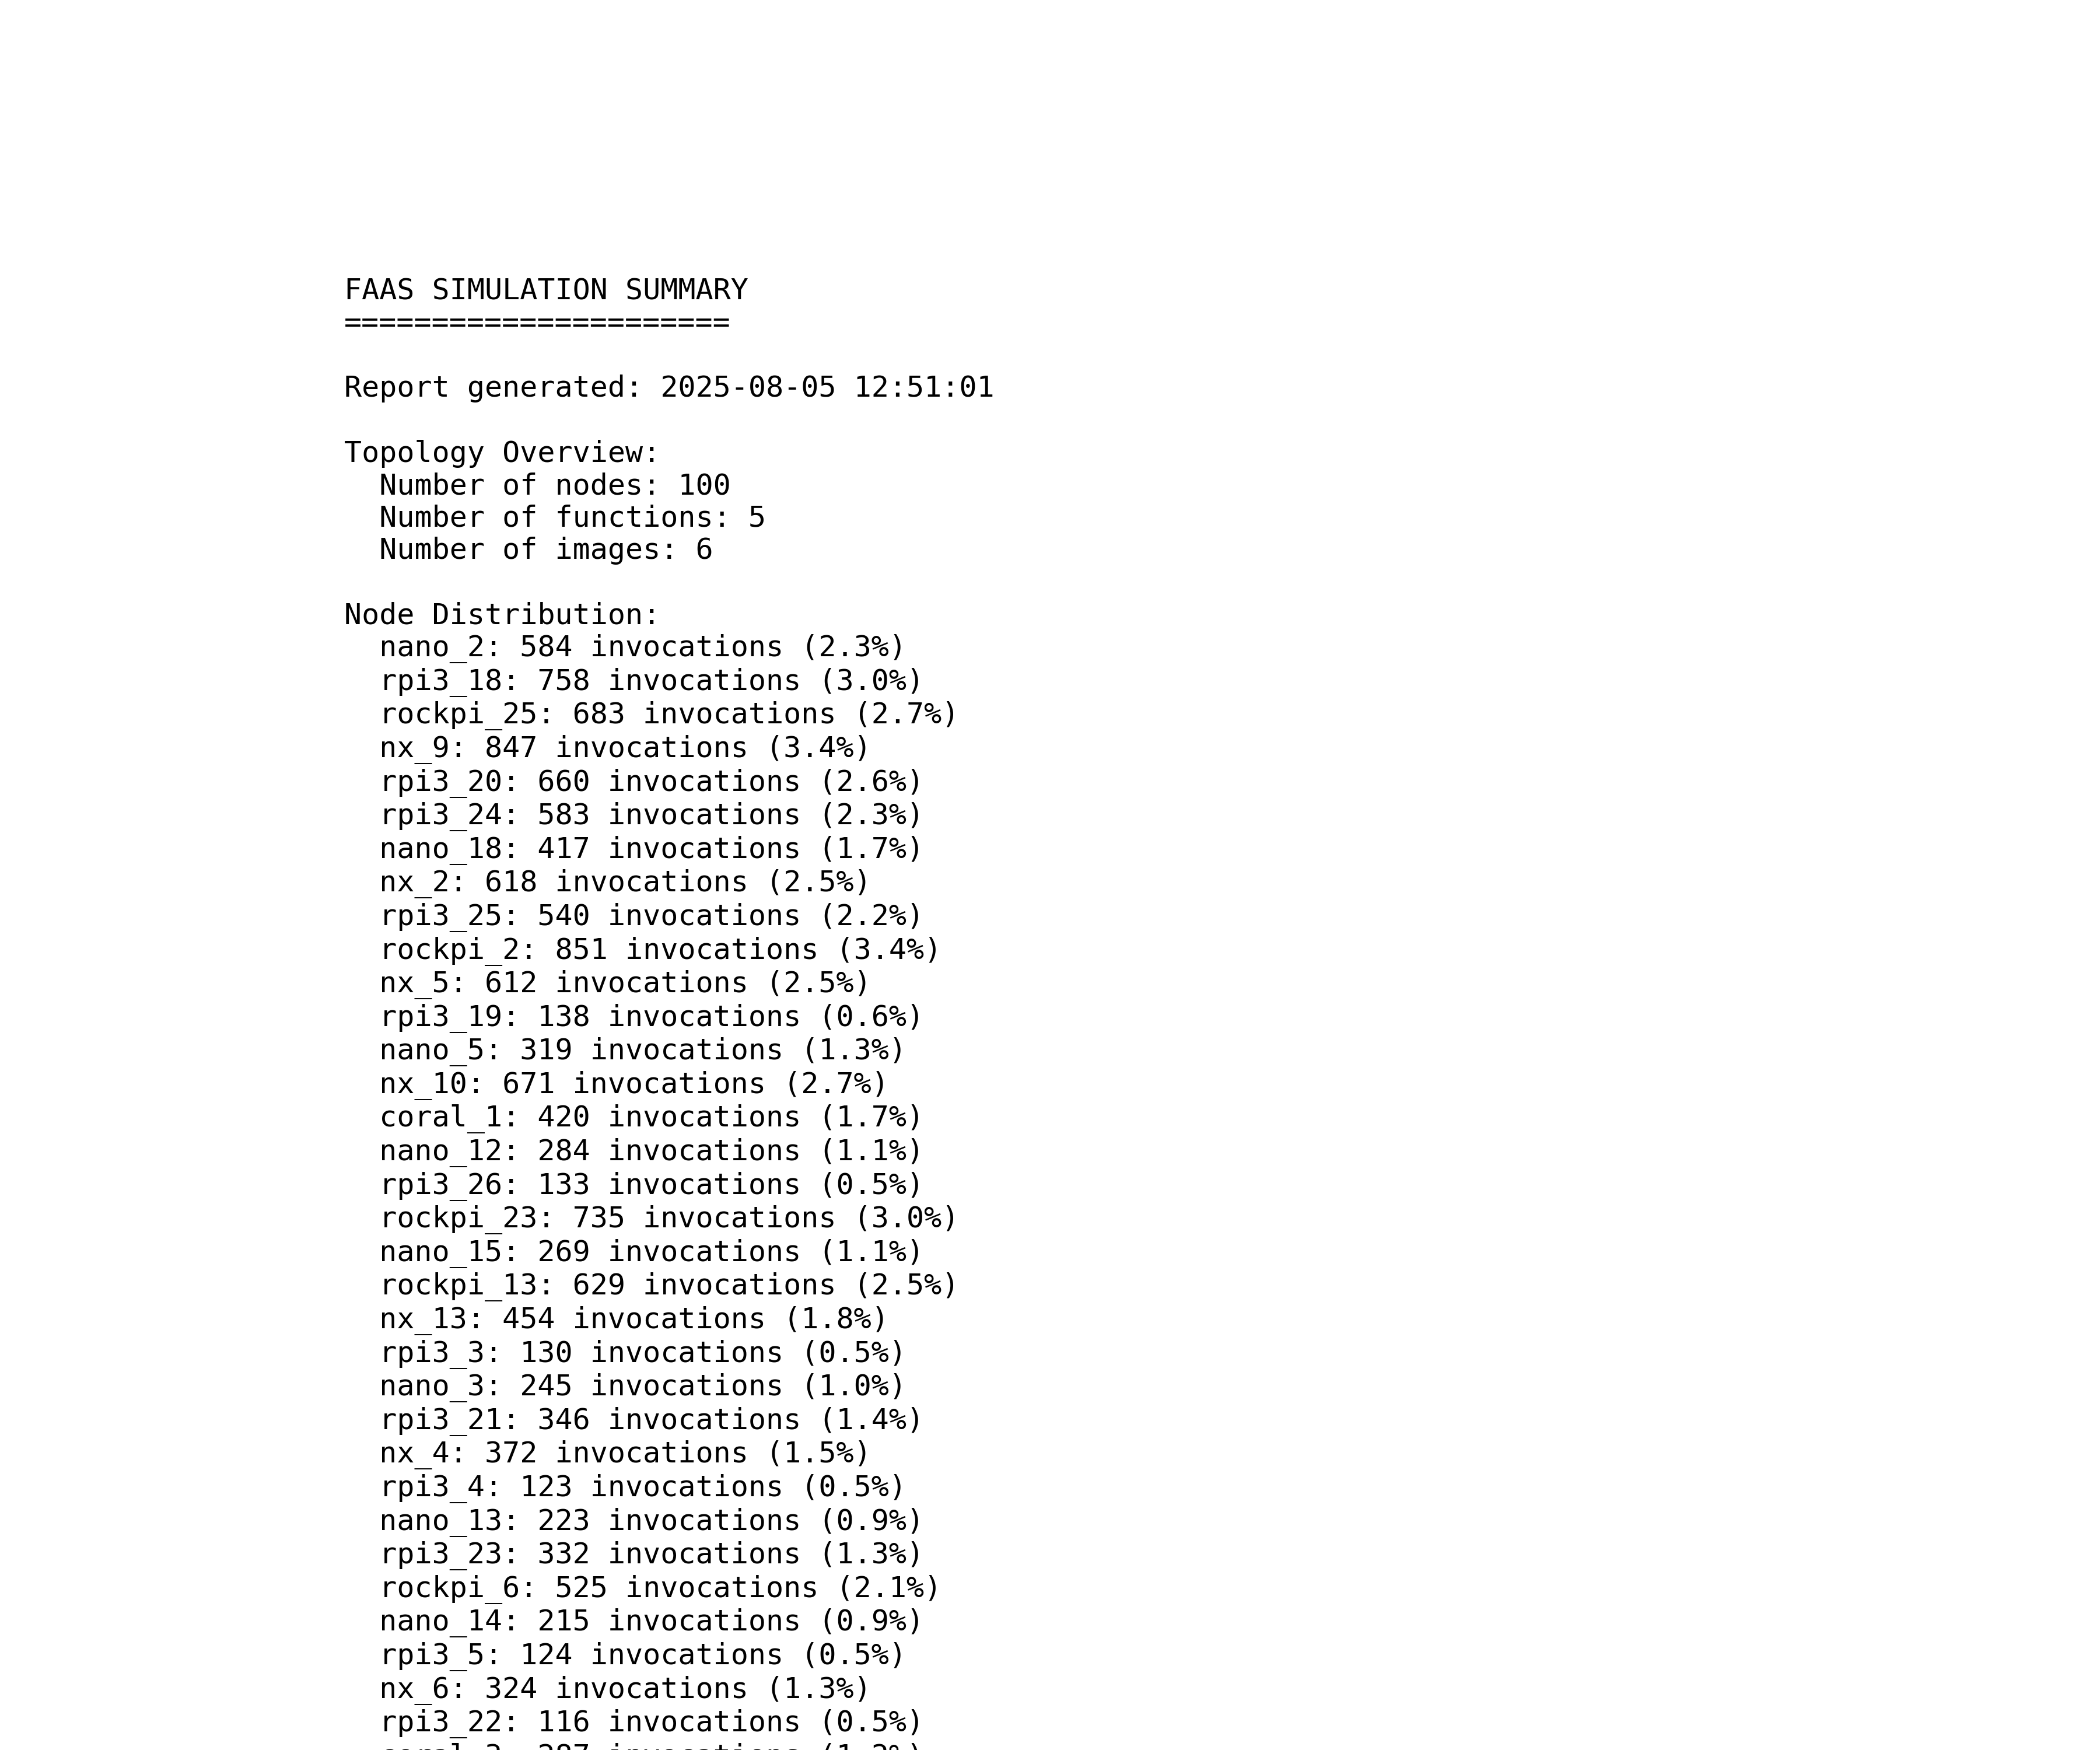 FAAS SIMULATION SUMMARY
======================
Report generated: 2025-08-05 12:51:01
Topology Overview:
  Number of nodes: 100
  Number of functions: 5
  Number of images: 6
Node Distribution:
  nano_2: 584 invocations (2.3%)
  rpi3_18: 758 invocations (3.0%)
  rockpi_25: 683 invocations (2.7%)
  nx_9: 847 invocations (3.4%)
  rpi3_20: 660 invocations (2.6%)
  rpi3_24: 583 invocations (2.3%)
  nano_18: 417 invocations (1.7%)
  nx_2: 618 invocations (2.5%)
  rpi3_25: 540 invocations (2.2%)
  rockpi_2: 851 invocations (3.4%)
  nx_5: 612 invocations (2.5%)
  rpi3_19: 138 invocations (0.6%)
  nano_5: 319 invocations (1.3%)
  nx_10: 671 invocations (2.7%)
  coral_1: 420 invocations (1.7%)
  nano_12: 284 invocations (1.1%)
  rpi3_26: 133 invocations (0.5%)
  rockpi_23: 735 invocations (3.0%)
  nano_15: 269 invocations (1.1%)
  rockpi_13: 629 invocations (2.5%)
  nx_13: 454 invocations (1.8%)
  rpi3_3: 130 invocations (0.5%)
  nano_3: 245 invocations (1.0%)
  rpi3_21: 346 invocations (1.4%)
  nx_4: 372 invocations (1.5%)
  rpi3_4: 123 invocations (0.5%)
  nano_13: 223 invocations (0.9%)
  rpi3_23: 332 invocations (1.3%)
  rockpi_6: 525 invocations (2.1%)
  nano_14: 215 invocations (0.9%)
  rpi3_5: 124 invocations (0.5%)
  nx_6: 324 invocations (1.3%)
  rpi3_22: 116 invocations (0.5%)